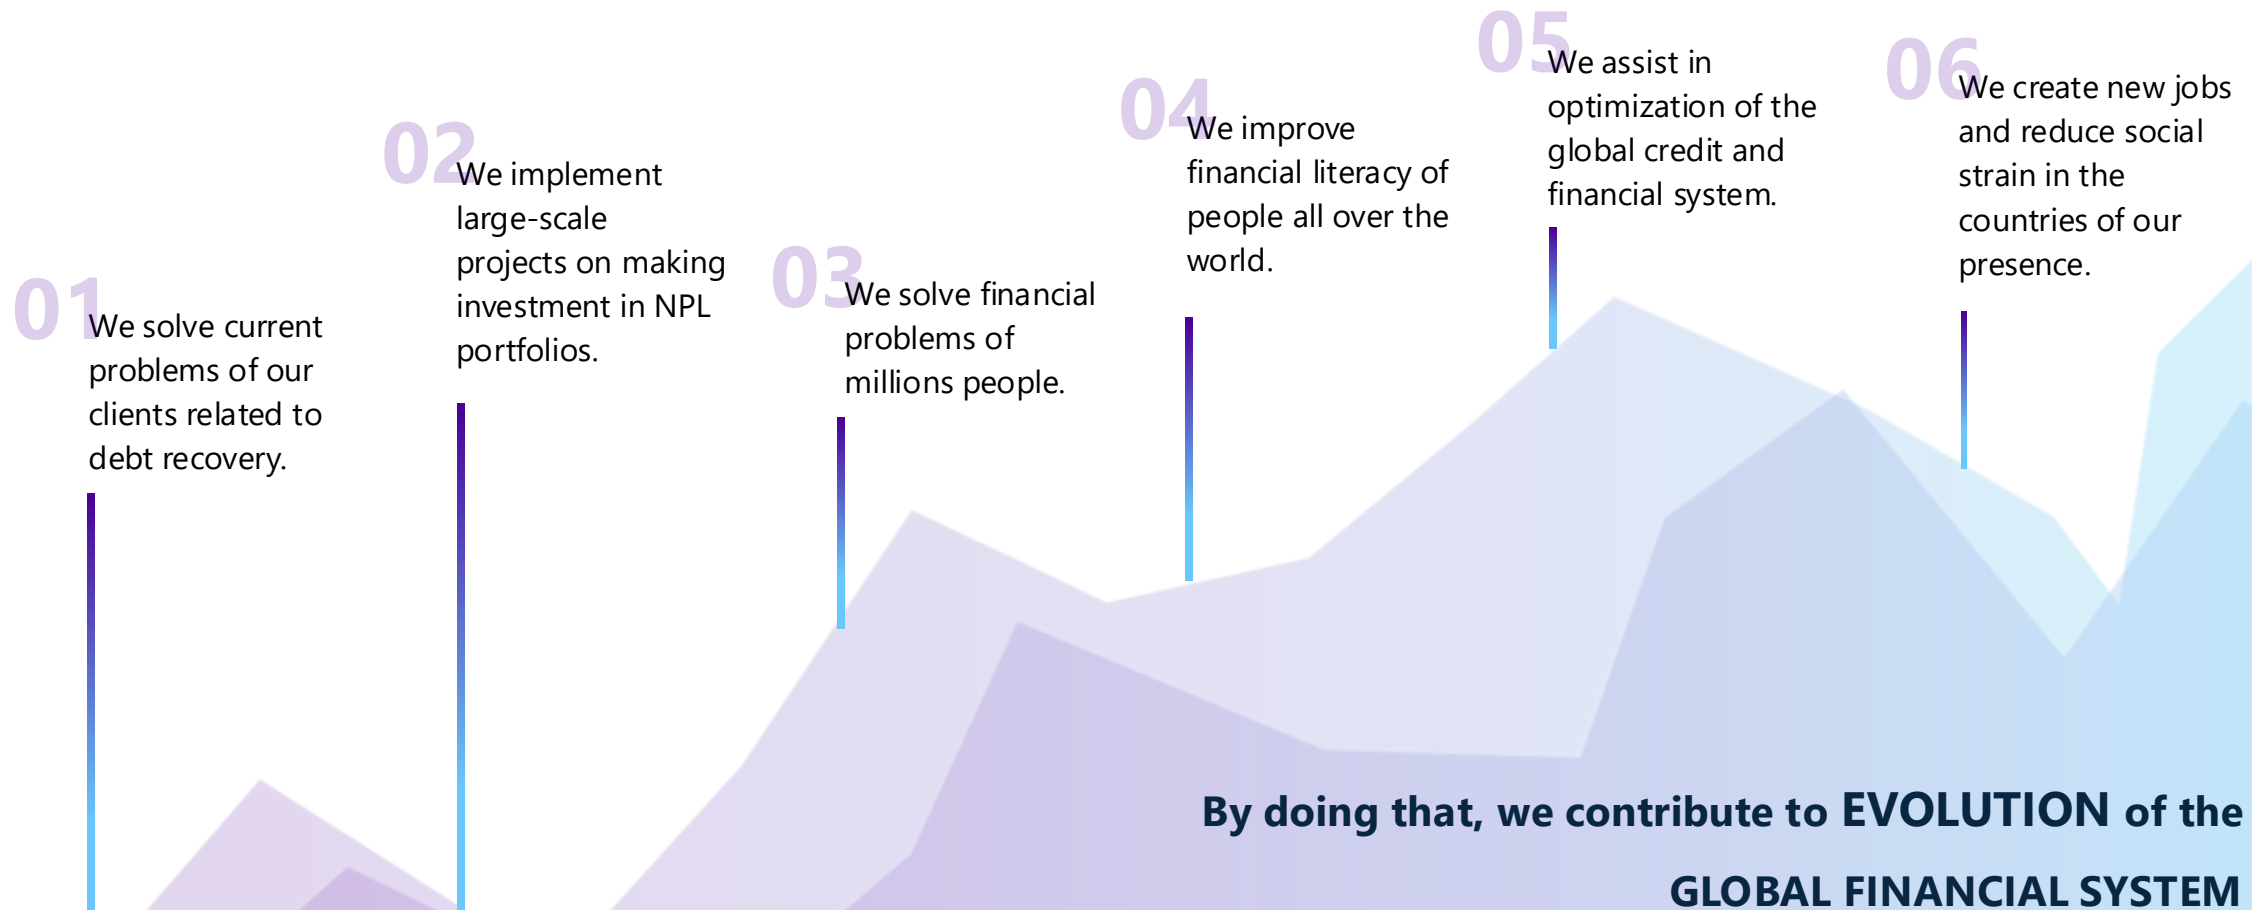 01
We solve current
problems of our
clients related to
debt recovery.
02
We implement
large-scale
projects on making
investment in NPL
portfolios.
03
We solve financial
problems of
millions people.
04
We improve
financial literacy of
people all over the
world.
05
We assist in
optimization of the
global credit and
financial system.
06
We create new jobs
and reduce social
strain in the
countries of our
presence.
By doing that, we contribute to EVOLUTION of the
GLOBAL FINANCIAL SYSTEM